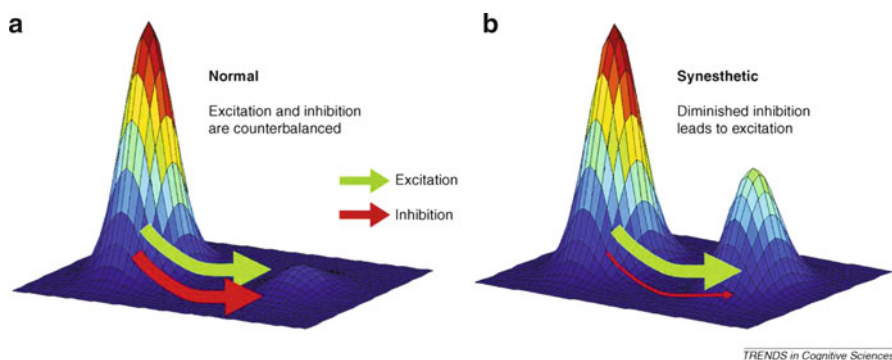 a
Normal
Excitation and inhibition
are counterbalanced
Excitation
Inhibition
b
Synesthetic
Diminished inhibition
leads to excitation
TRENDS in Cognitive Sciences